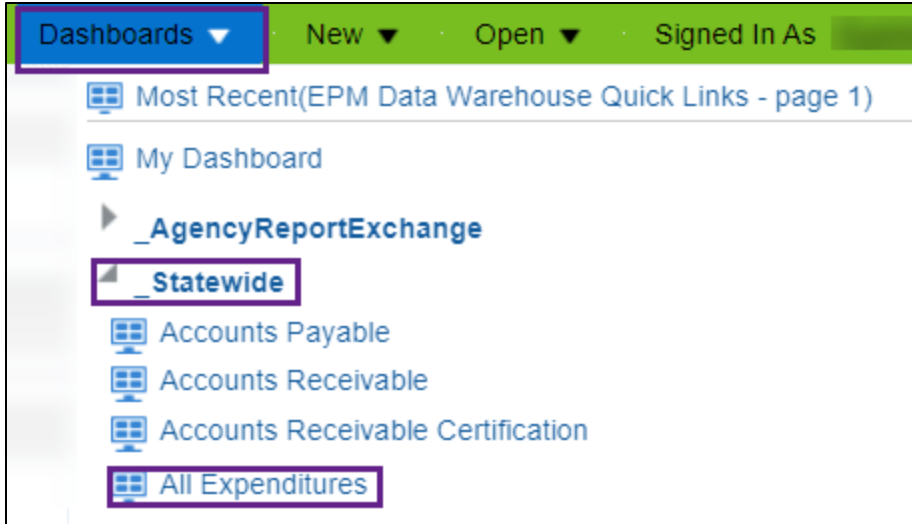 Dashboards New Open Signed In As
Most Recent(EPM Data Warehouse Quick Links - page 1)
My Dashboard
_AgencyReportExchange
_Statewide
Accounts Payable
Accounts Receivable
Accounts Receivable Certification
All Expenditures